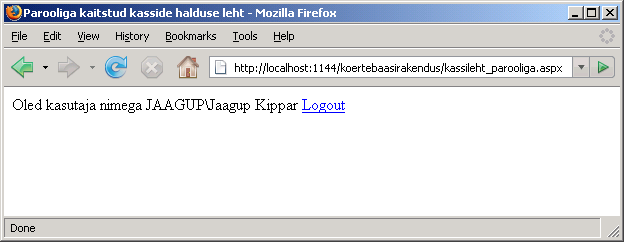 Parooliga kaitstud kasside halduse leht - Mozilla Firefox
File Edit View History Bookmarks Tools Help
http://localhost:1144/koertebaasirakendus/kassileht_parooliga.aspx
Oled kasutaja nimega JAAGUP\Jaagup Kippar Logout
Done